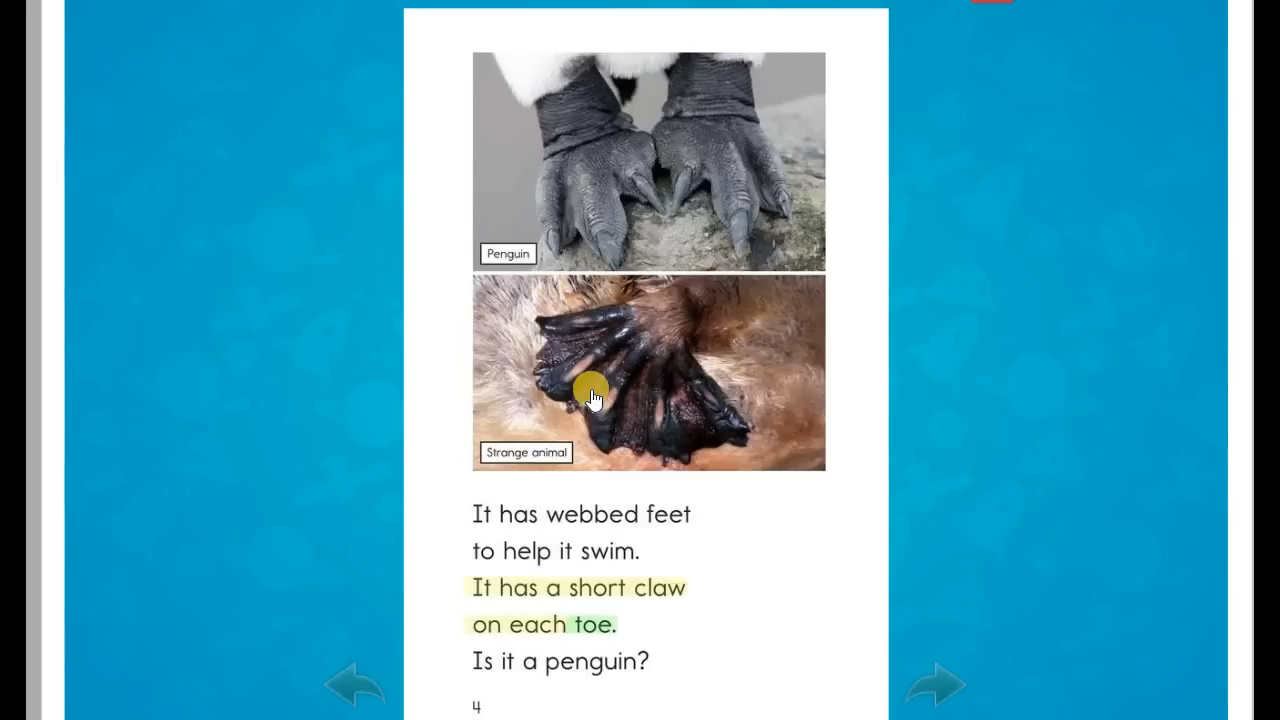 Penguin
Strange animal
It has webbed feet
to help it swim.
It has a short claw
on each toe.
Is it a penguin?
4